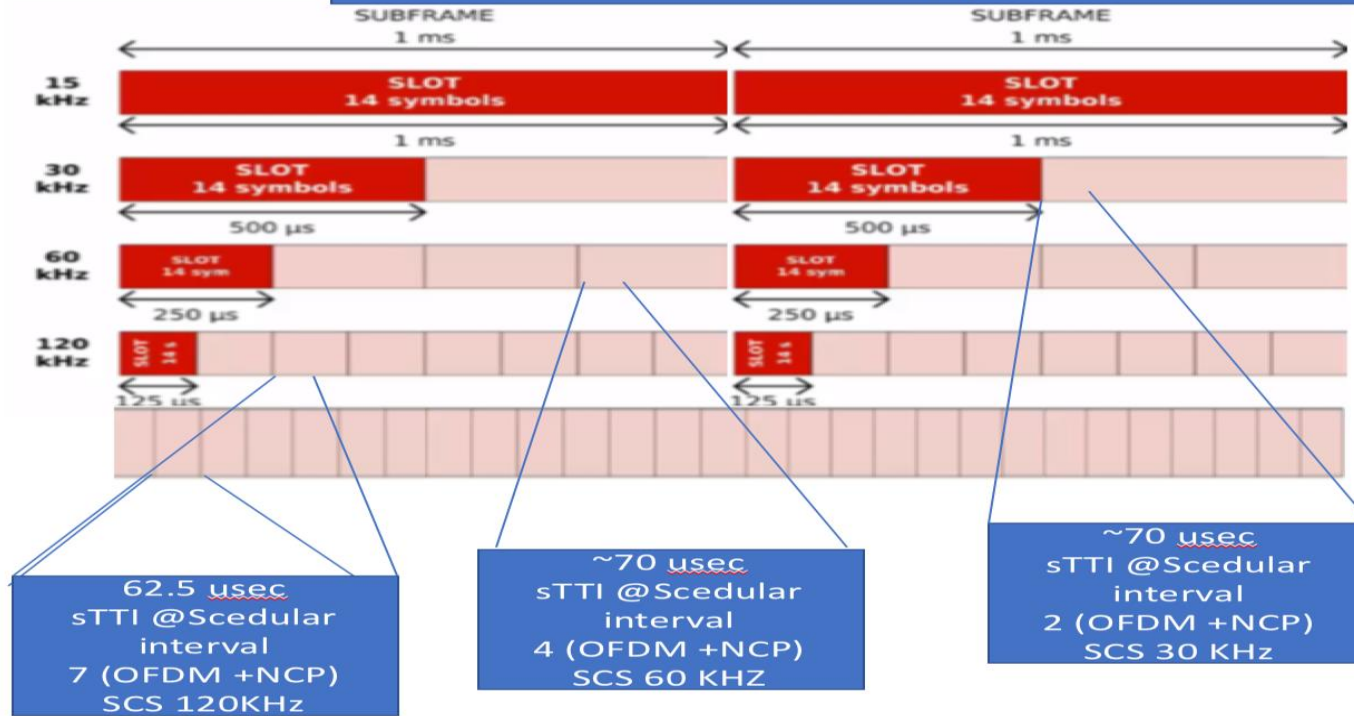 SUBFRAME SUBFRAME
1 ms 1 ms
15 kHz
SLOT
14 symbols
SLOT
14 symbols
1 ms 1 ms
30 kHz
SLOT
14 symbols
SLOT
14 symbols
500 µs 500 µs
60 kHz
SLOT
14 sym
SLOT
14 sym
250 µs 250 µs
120 kHz
SLOT
14 s
SLOT
14 s
125 µs 125 µs
62.5 usec
sTTI @Scedular
interval
7 (OFDM +NCP)
SCS 120KHz
~70 usec
sTTI @Scedular
interval
4 (OFDM +NCP)
SCS 60 KHZ
~70 usec
sTTI @Scedular
interval
2 (OFDM +NCP)
SCS 30 KHz